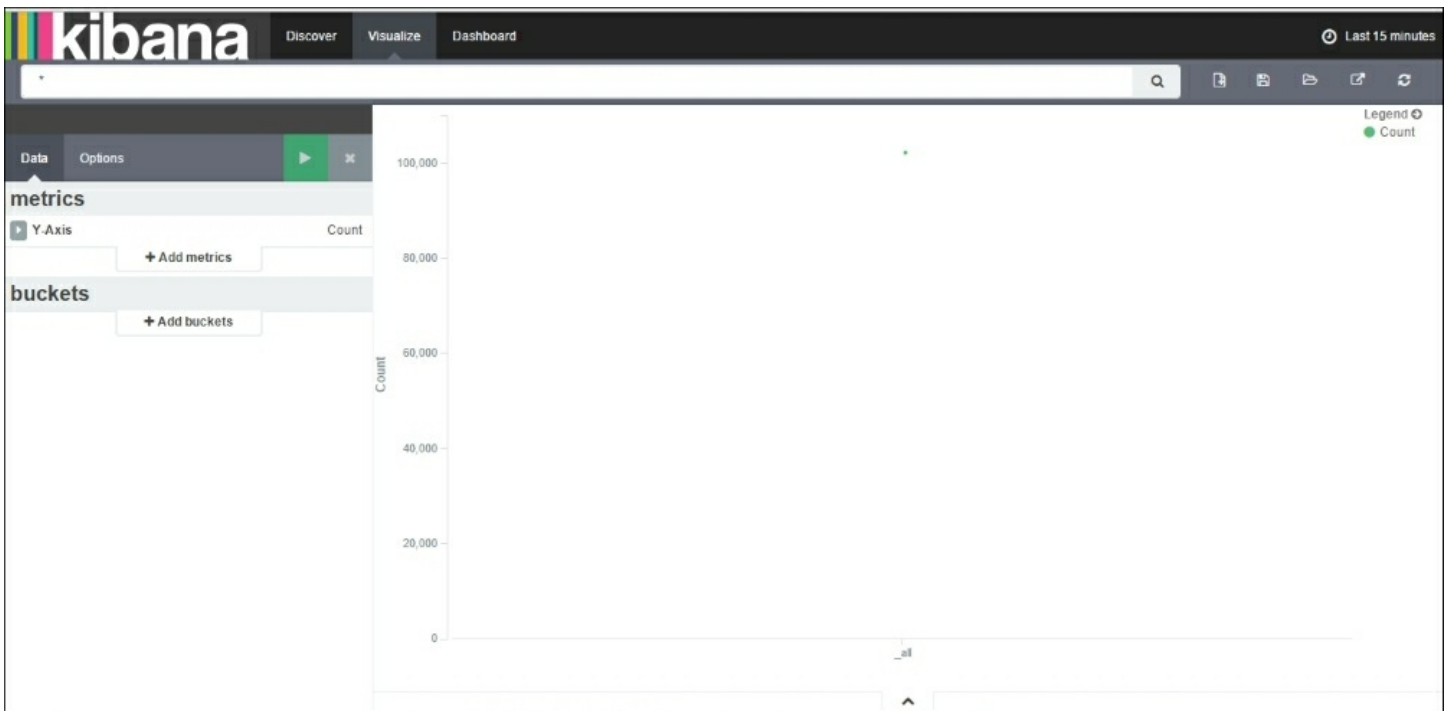 kibana Discover Visualize Dashboard Last 15 minutes
*
Legend
Count
Data Options
metrics
Y-Axis Count
+ Add metrics
buckets
+ Add buckets
100,000
80,000
60,000
40,000
20,000
0
Count
_all